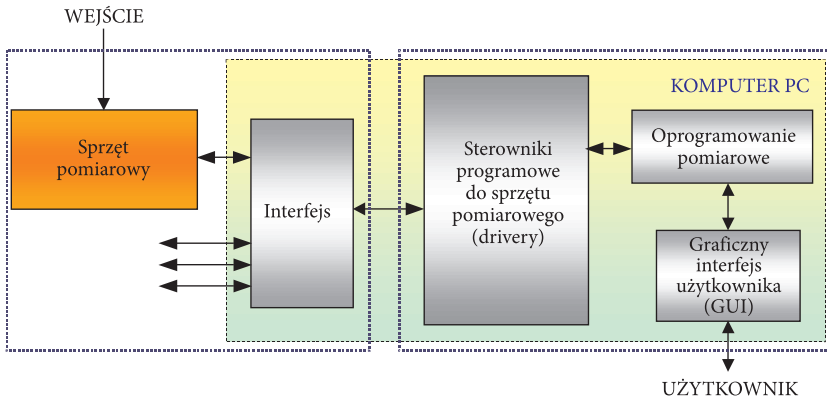 WEJŚCIE
KOMPUTER PC
Sprzęt
pomiarowy
Interfejs
Sterowniki
programowe
do sprzętu
pomiarowego
(drivery)
Oprogramowanie
pomiarowe
Graficzny
interfejs
użytkownika
(GUI)
UŻYTKOWNIK